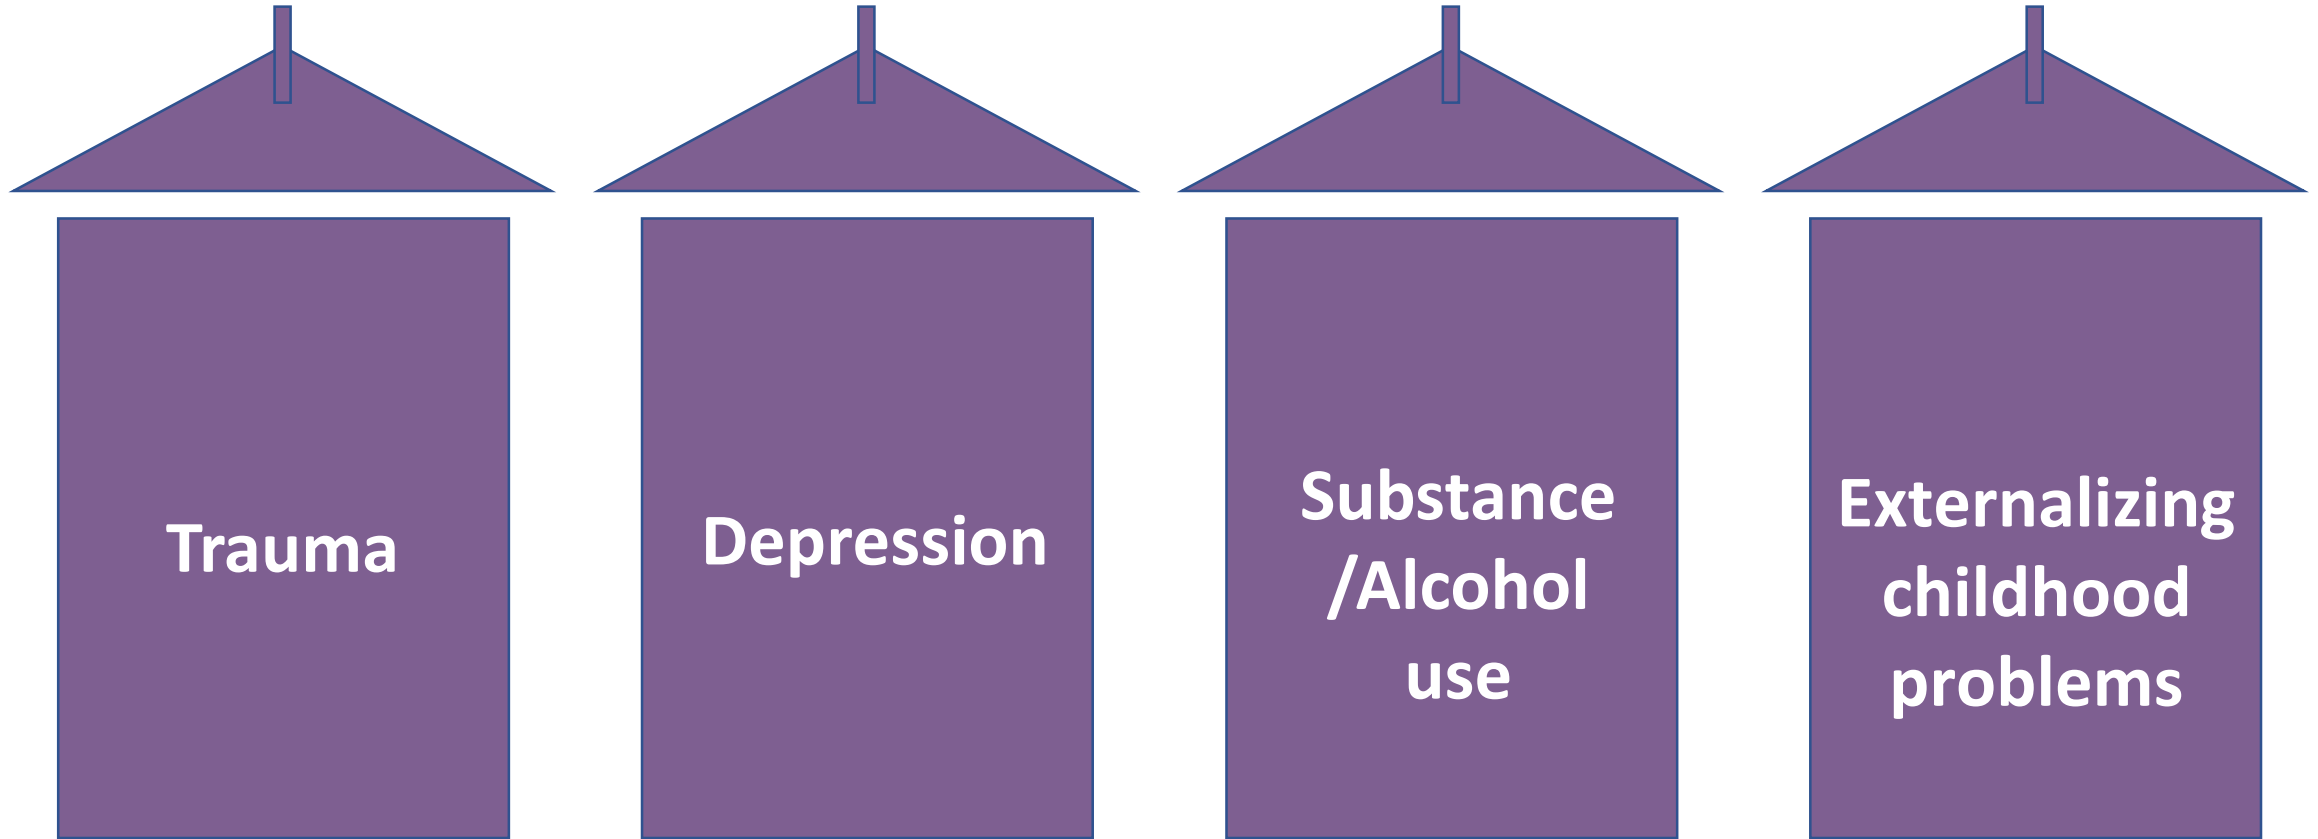 Trauma
Depression
Substance
/Alcohol
use
Externalizing
childhood
problems